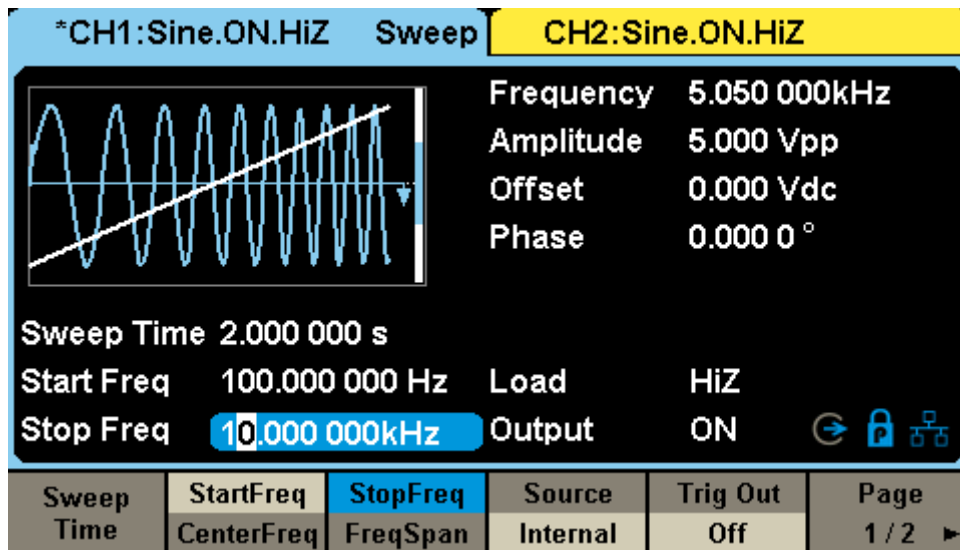 *CH1:Sine.ON.HiZ Sweep CH2:Sine.ON.HiZ
Frequency 5.050 000kHz
Amplitude 5.000 Vpp
Offset 0.000 Vdc
Phase 0.000 0 °
Sweep Time 2.000 000 s
Start Freq 100.000 000 Hz Load HiZ
Stop Freq 10.000 000kHz Output ON
Sweep Time
StartFreq
CenterFreq
StopFreq
FreqSpan
Source
Internal
Trig Out
Off
Page
1 / 2